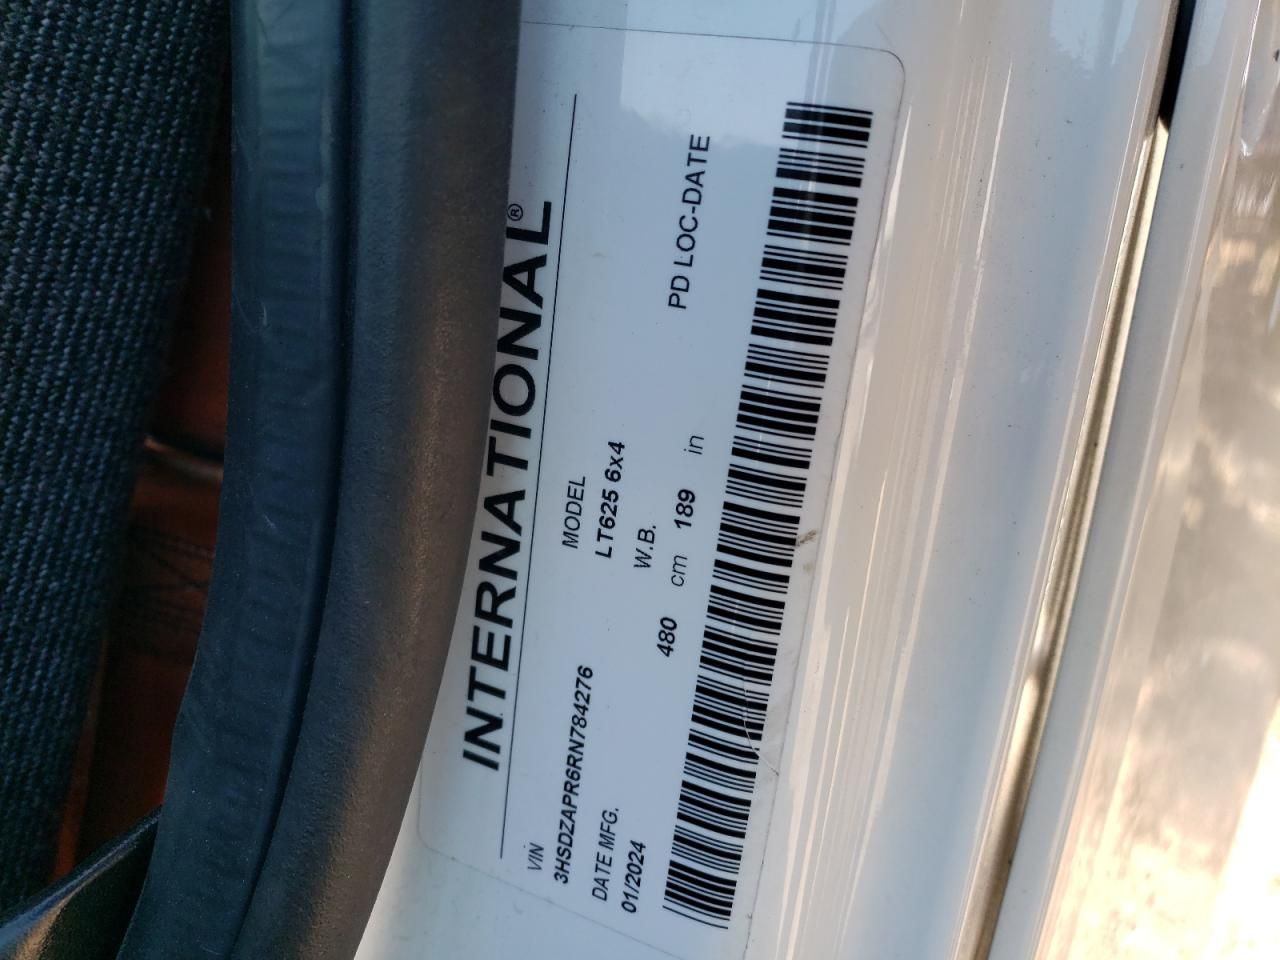 INTERNATIONAL®
VIN MODEL
3HSDZAPR6RN784276 LT625 6x4
DATE MFG. W.B.
01/2024 480 cm 189 in PD LOC-DATE